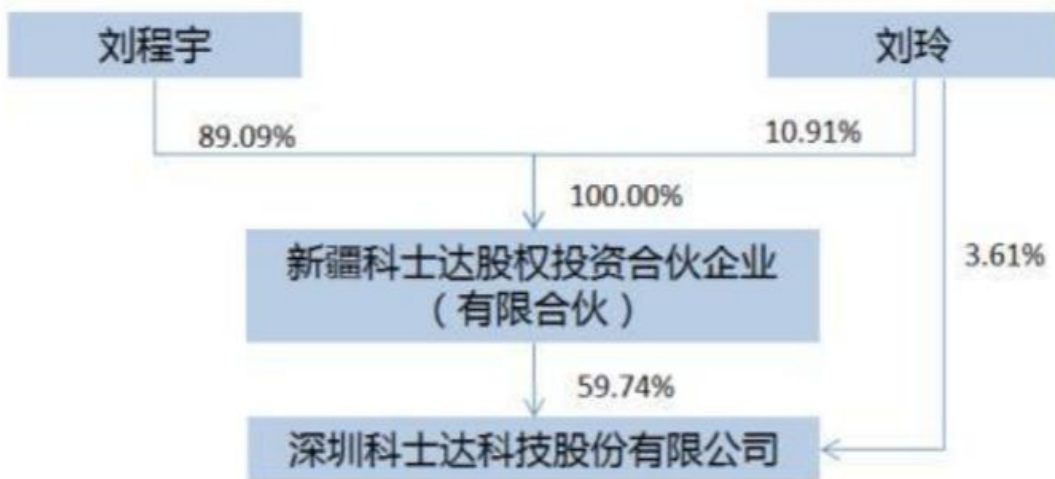 刘程宇
刘玲
89.09%
10.91%
100.00%
新疆科士达股权投资合伙企业
（有限合伙）
3.61%
59.74%
深圳科士达科技股份有限公司